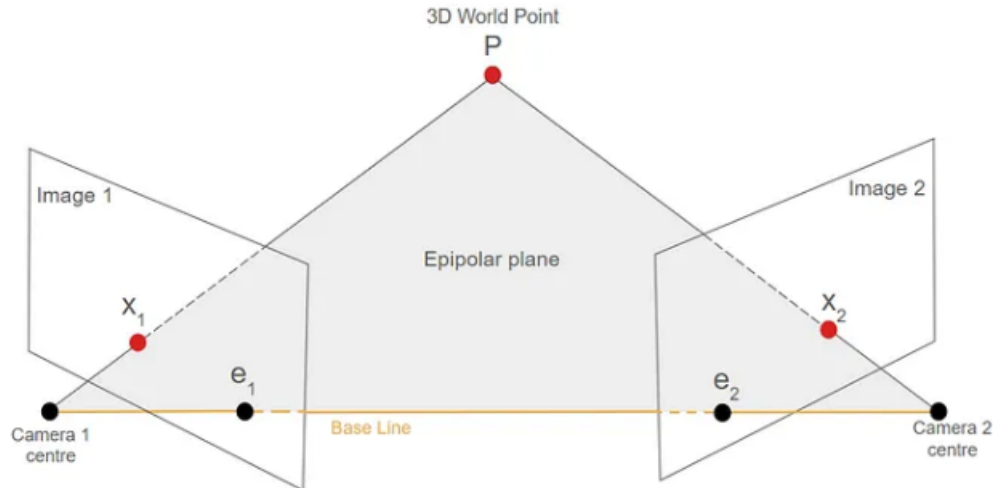 3D World Point
P
Image 1
Image 2
Epipolar plane
X1
X2
e1
e2
Base Line
Camera 1
centre
Camera 2
centre